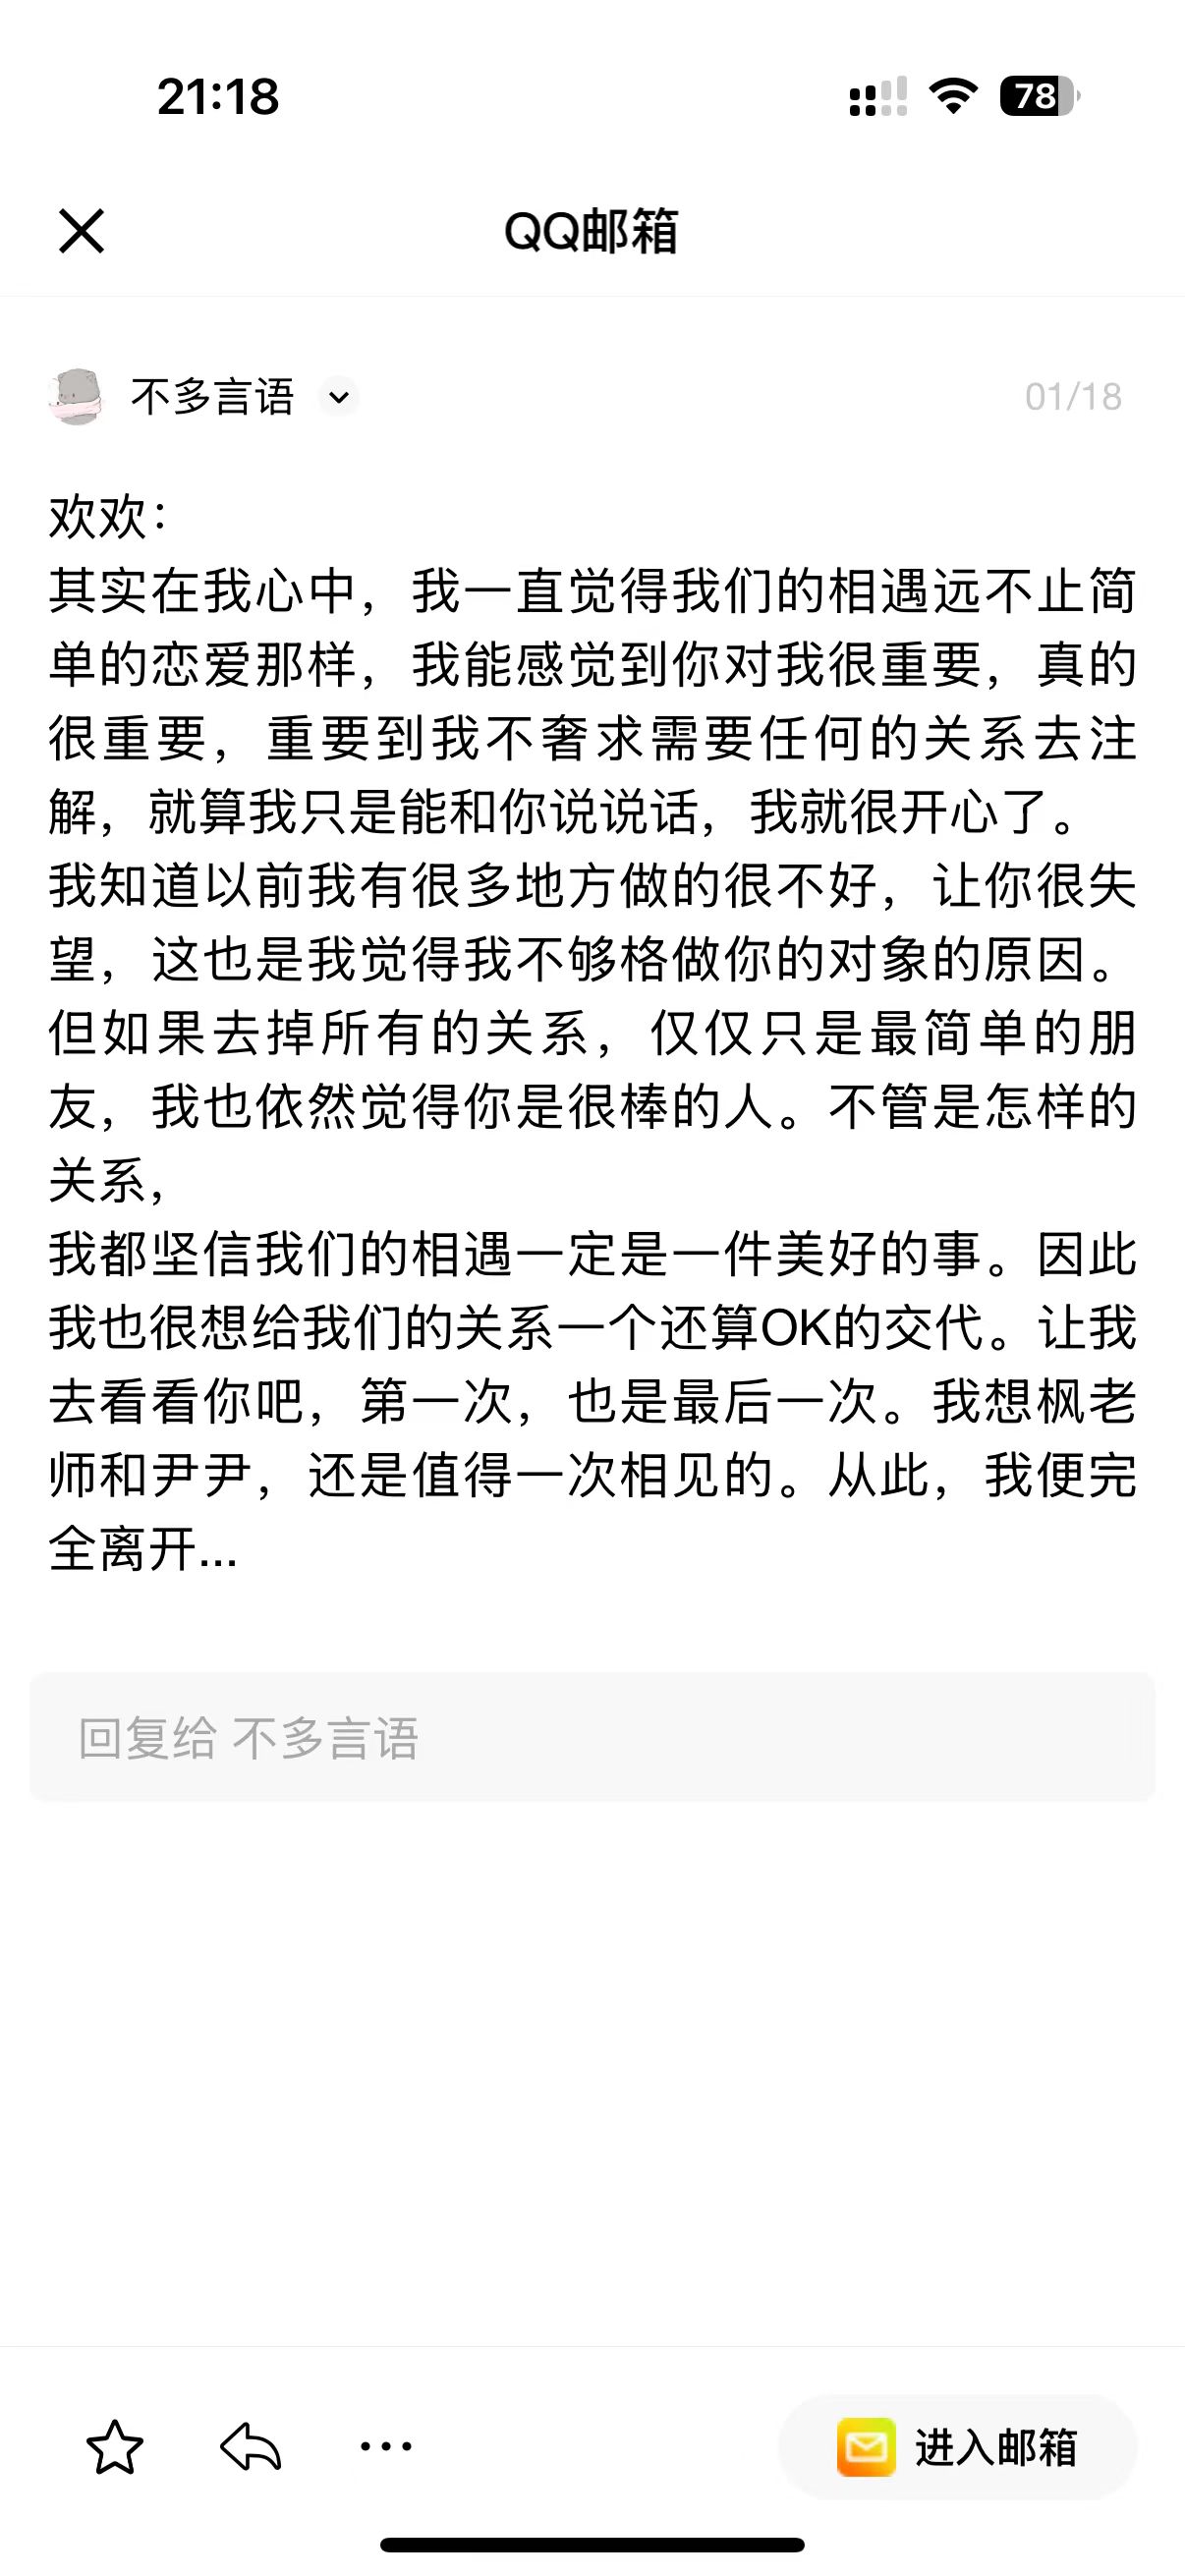 21:18
78
QQ邮箱
不多言语
01/18
欢欢：
其实在我心中，我一直觉得我们的相遇远不止简
单的恋爱那样，我能感觉到你对我很重要，真的
很重要，重要到我不奢求需要任何的关系去注
解，就算我只是能和你说说话，我就很开心了。
我知道以前我有很多地方做的很不好，让你很失
望，这也是我觉得我不够格做你的对象的原因。
但如果去掉所有的关系，仅仅只是最简单的朋
友，我也依然觉得你是很棒的人。不管是怎样的
关系，
我都坚信我们的相遇一定是一件美好的事。因此
我也很想给我们的关系一个还算OK的交代。让我
去看看你吧，第一次，也是最后一次。我想枫老
师和尹尹，还是值得一次相见的。从此，我便完
全离开...
回复给 不多言语
进入邮箱